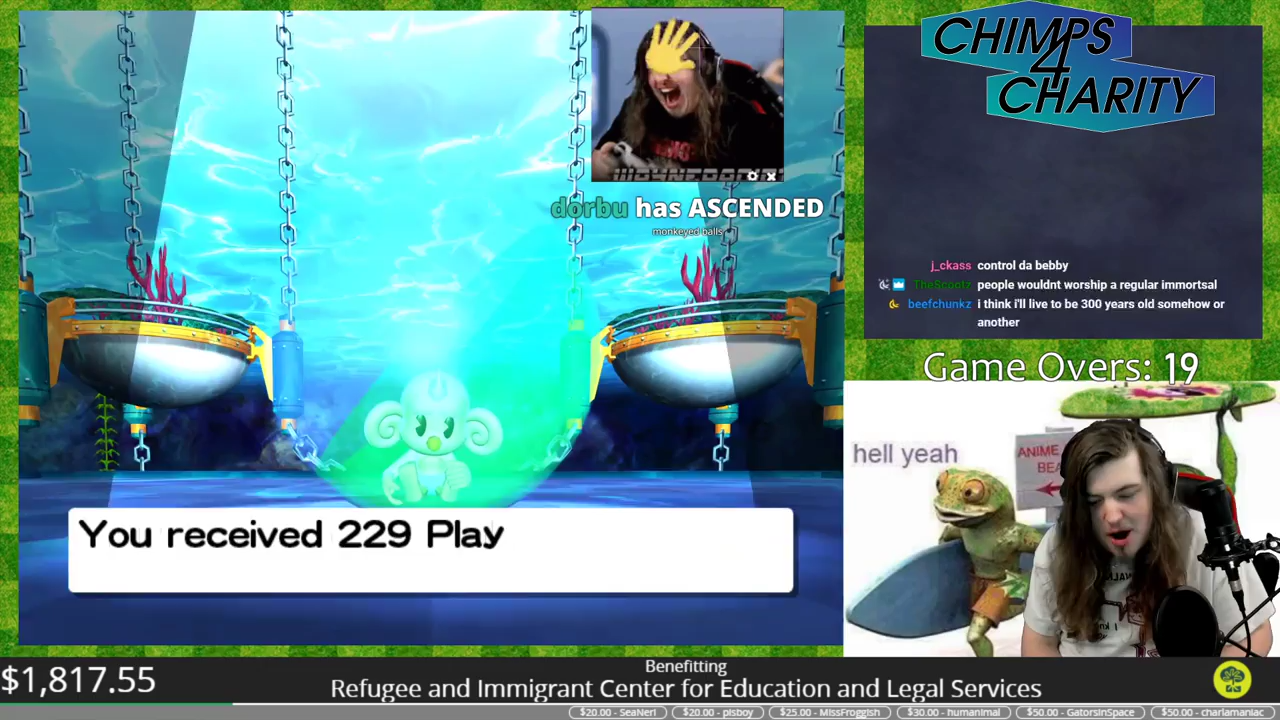 CHIMPS
4
CHARITY
dorbu has ASCENDED
monkeyed balls
j_ckass control da bebby
TheScootz people wouldnt worship a regular immortsal
beefchunkz i think i'll live to be 300 years old somehow or
another
Game Overs: 19
hell yeah
ANIME
BEA
You received 229 Play
$1,817.55
Benefitting
Refugee and Immigrant Center for Education and Legal Services
$20.00 - SeaNeri
$20.00 - pisboy
$25.00 - MissFroggish
$30.00 - humanimal
$50.00 - GatorsInSpace
$50.00 - charlamaniac